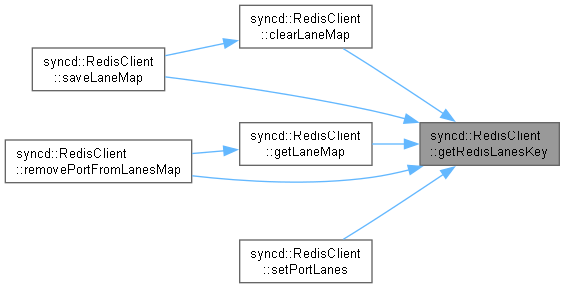 syncd::RedisClient
::clearLaneMap
syncd::RedisClient
::saveLaneMap
syncd::RedisClient
::getRedisLanesKey
syncd::RedisClient
::getLaneMap
syncd::RedisClient
::removePortFromLanesMap
syncd::RedisClient
::setPortLanes